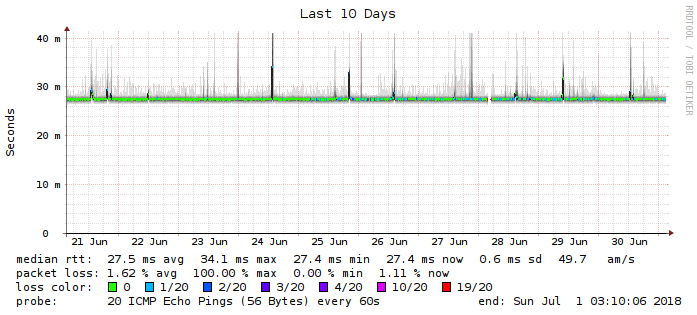 Last 10 Days
RRDTOOL / TOBI OETIKER
Seconds
40 m
30 m
20 m
10 m
0
21 Jun 22 Jun 23 Jun 24 Jun 25 Jun 26 Jun 27 Jun 28 Jun 29 Jun 30 Jun
median rtt: 27.5 ms avg 34.1 ms max 27.4 ms min 27.4 ms now 0.6 ms sd 49.7 am/s
packet loss: 1.62 % avg 100.00 % max 0.00 % min 1.11 % now
loss color: 0 1/20 2/20 3/20 4/20 10/20 19/20
probe: 20 ICMP Echo Pings (56 Bytes) every 60s end: Sun Jul 1 03:10:06 2018